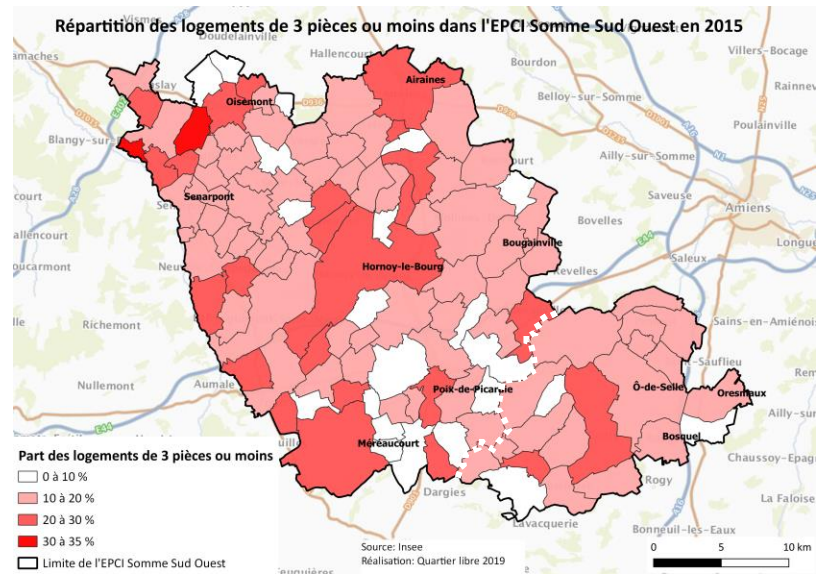 Répartition des logements de 3 pièces ou moins dans l'EPCI Somme Sud Ouest en 2015
Vismes
Doudelainville
Hallencourt
Bourdon
Villers-Bocage
Airaines
Belloy-sur-Somme
Rainnev
Poulainville
Oisemont
Blangy-sur
Ailly-sur-Somme
Senarpont
Saveuse
Amiens
Bovelles
Bougainville
Longue
Saleux
Revelles
Hornoy-le-Bourg
Richemont
Sains-en-Amiénois
Nullemont
Aumale
Poix-de-Picardie
Ô-de-Selle
Oresmaux
Bosquel
Méréaucourt
Chaussoy-Epag
Dargies
Rogy
La Faloise
Lavacquerie
Bonneuil-les-Eaux
Part des logements de 3 pièces ou moins
0 à 10 %
10 à 20 %
20 à 30 %
30 à 35 %
Limite de l'EPCI Somme Sud Ouest
Source: Insee
Réalisation: Quartier libre 2019
0 5 10 km